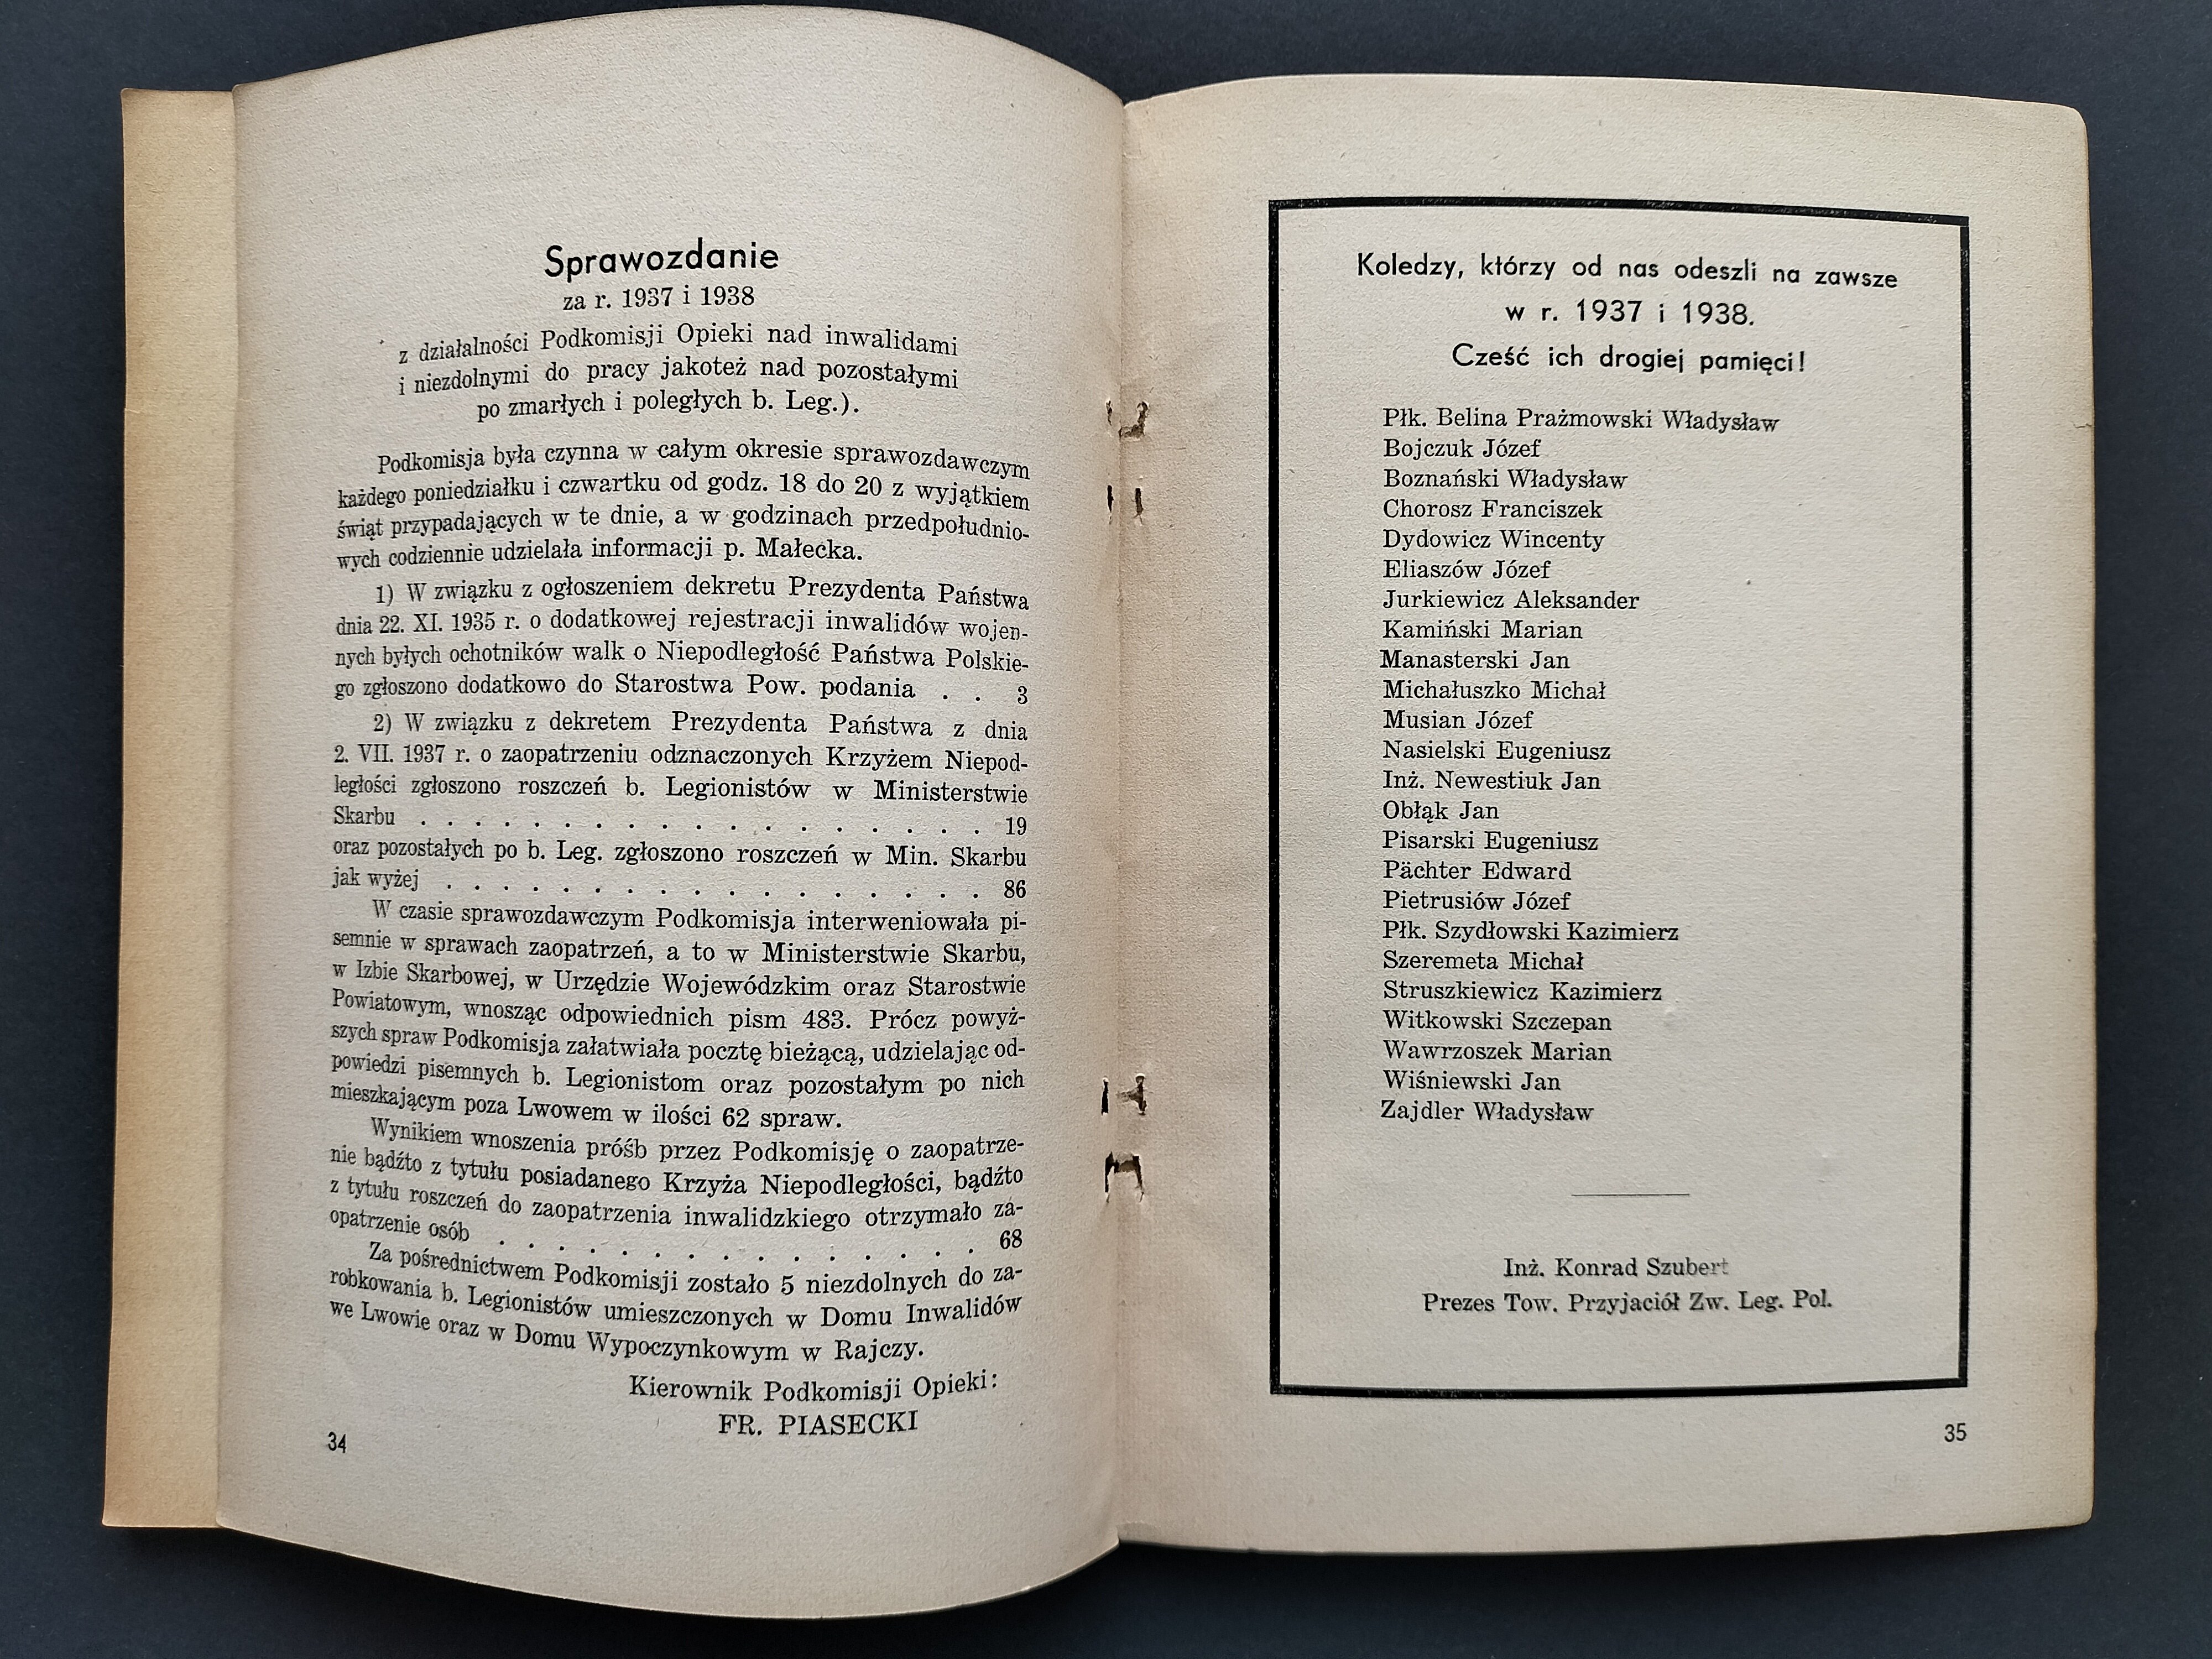 Sprawozdanie
za r. 1937 i 1938
z działalności Podkomisji Opieki nad inwalidami
i niezdolnymi do pracy jakoteż nad pozostałymi
po zmarłych i poległych b. Leg.).
Podkomisja była czynna w całym okresie sprawozdawczym
każdego poniedziałku i czwartku od godz. 18 do 20 z wyjątkiem
świąt przypadających w te dnie, a w godzinach przedpołudnio-
wych codziennie udzielała informacji p. Małecka.
1) W związku z ogłoszeniem dekretu Prezydenta Państwa
dnia 22. XI. 1935 r. o dodatkowej rejestracji inwalidów wojen-
nych byłych ochotników walk o Niepodległość Państwa Polskie-
go zgłoszono dodatkowo do Starostwa Pow. podania . . 3
2) W związku z dekretem Prezydenta Państwa z dnia
2. VII. 1937 r. o zaopatrzeniu odznaczonych Krzyżem Niepod-
ległości zgłoszono roszczeń b. Legionistów w Ministerstwie
Skarbu . . . . . . . . . . . . . . . . . . . 19
oraz pozostałych po b. Leg. zgłoszono roszczeń w Min. Skarbu
jak wyżej . . . . . . . . . . . . . . . . . . 86
W czasie sprawozdawczym Podkomisja interweniowała pi-
semnie w sprawach zaopatrzeń, a to w Ministerstwie Skarbu,
w Izbie Skarbowej, w Urzędzie Wojewódzkim oraz Starostwie
Powiatowym, wnosząc odpowiednich pism 483. Prócz powyż-
szych spraw Podkomisja załatwiała pocztę bieżącą, udzielając od-
powiedzi pisemnych b. Legionistom oraz pozostałym po nich
mieszkającym poza Lwowem w ilości 62 spraw.
Wynikiem wnoszenia próśb przez Podkomisję o zaopatrze-
nie bądźto z tytułu posiadanego Krzyża Niepodległości, bądźto
z tytułu roszczeń do zaopatrzenia inwalidzkiego otrzymało za-
opatrzenie osób . . . . . . . . . . . . . . . . 68
Za pośrednictwem Podkomisji zostało 5 niezdolnych do za-
robkowania b. Legionistów umieszczonych w Domu Inwalidów
we Lwowie oraz w Domu Wypoczynkowym w Rajczy.
Kierownik Podkomisji Opieki:
FR. PIASECKI
34
Koledzy, którzy od nas odeszli na zawsze
w r. 1937 i 1938.
Cześć ich drogiej pamięci!
Płk. Belina Prażmowski Władysław
Bojczuk Józef
Boznański Władysław
Chorosz Franciszek
Dydowicz Wincenty
Eliaszów Józef
Jurkiewicz Aleksander
Kamiński Marian
Manasterski Jan
Michałuszko Michał
Musian Józef
Nasielski Eugeniusz
Inż. Newestiuk Jan
Obłąk Jan
Pisarski Eugeniusz
Pächter Edward
Pietrusiów Józef
Płk. Szydłowski Kazimierz
Szeremeta Michał
Struszkiewicz Kazimierz
Witkowski Szczepan
Wawrzoszek Marian
Wiśniewski Jan
Zajdler Władysław
Inż. Konrad Szubert
Prezes Tow. Przyjaciół Zw. Leg. Pol.
35